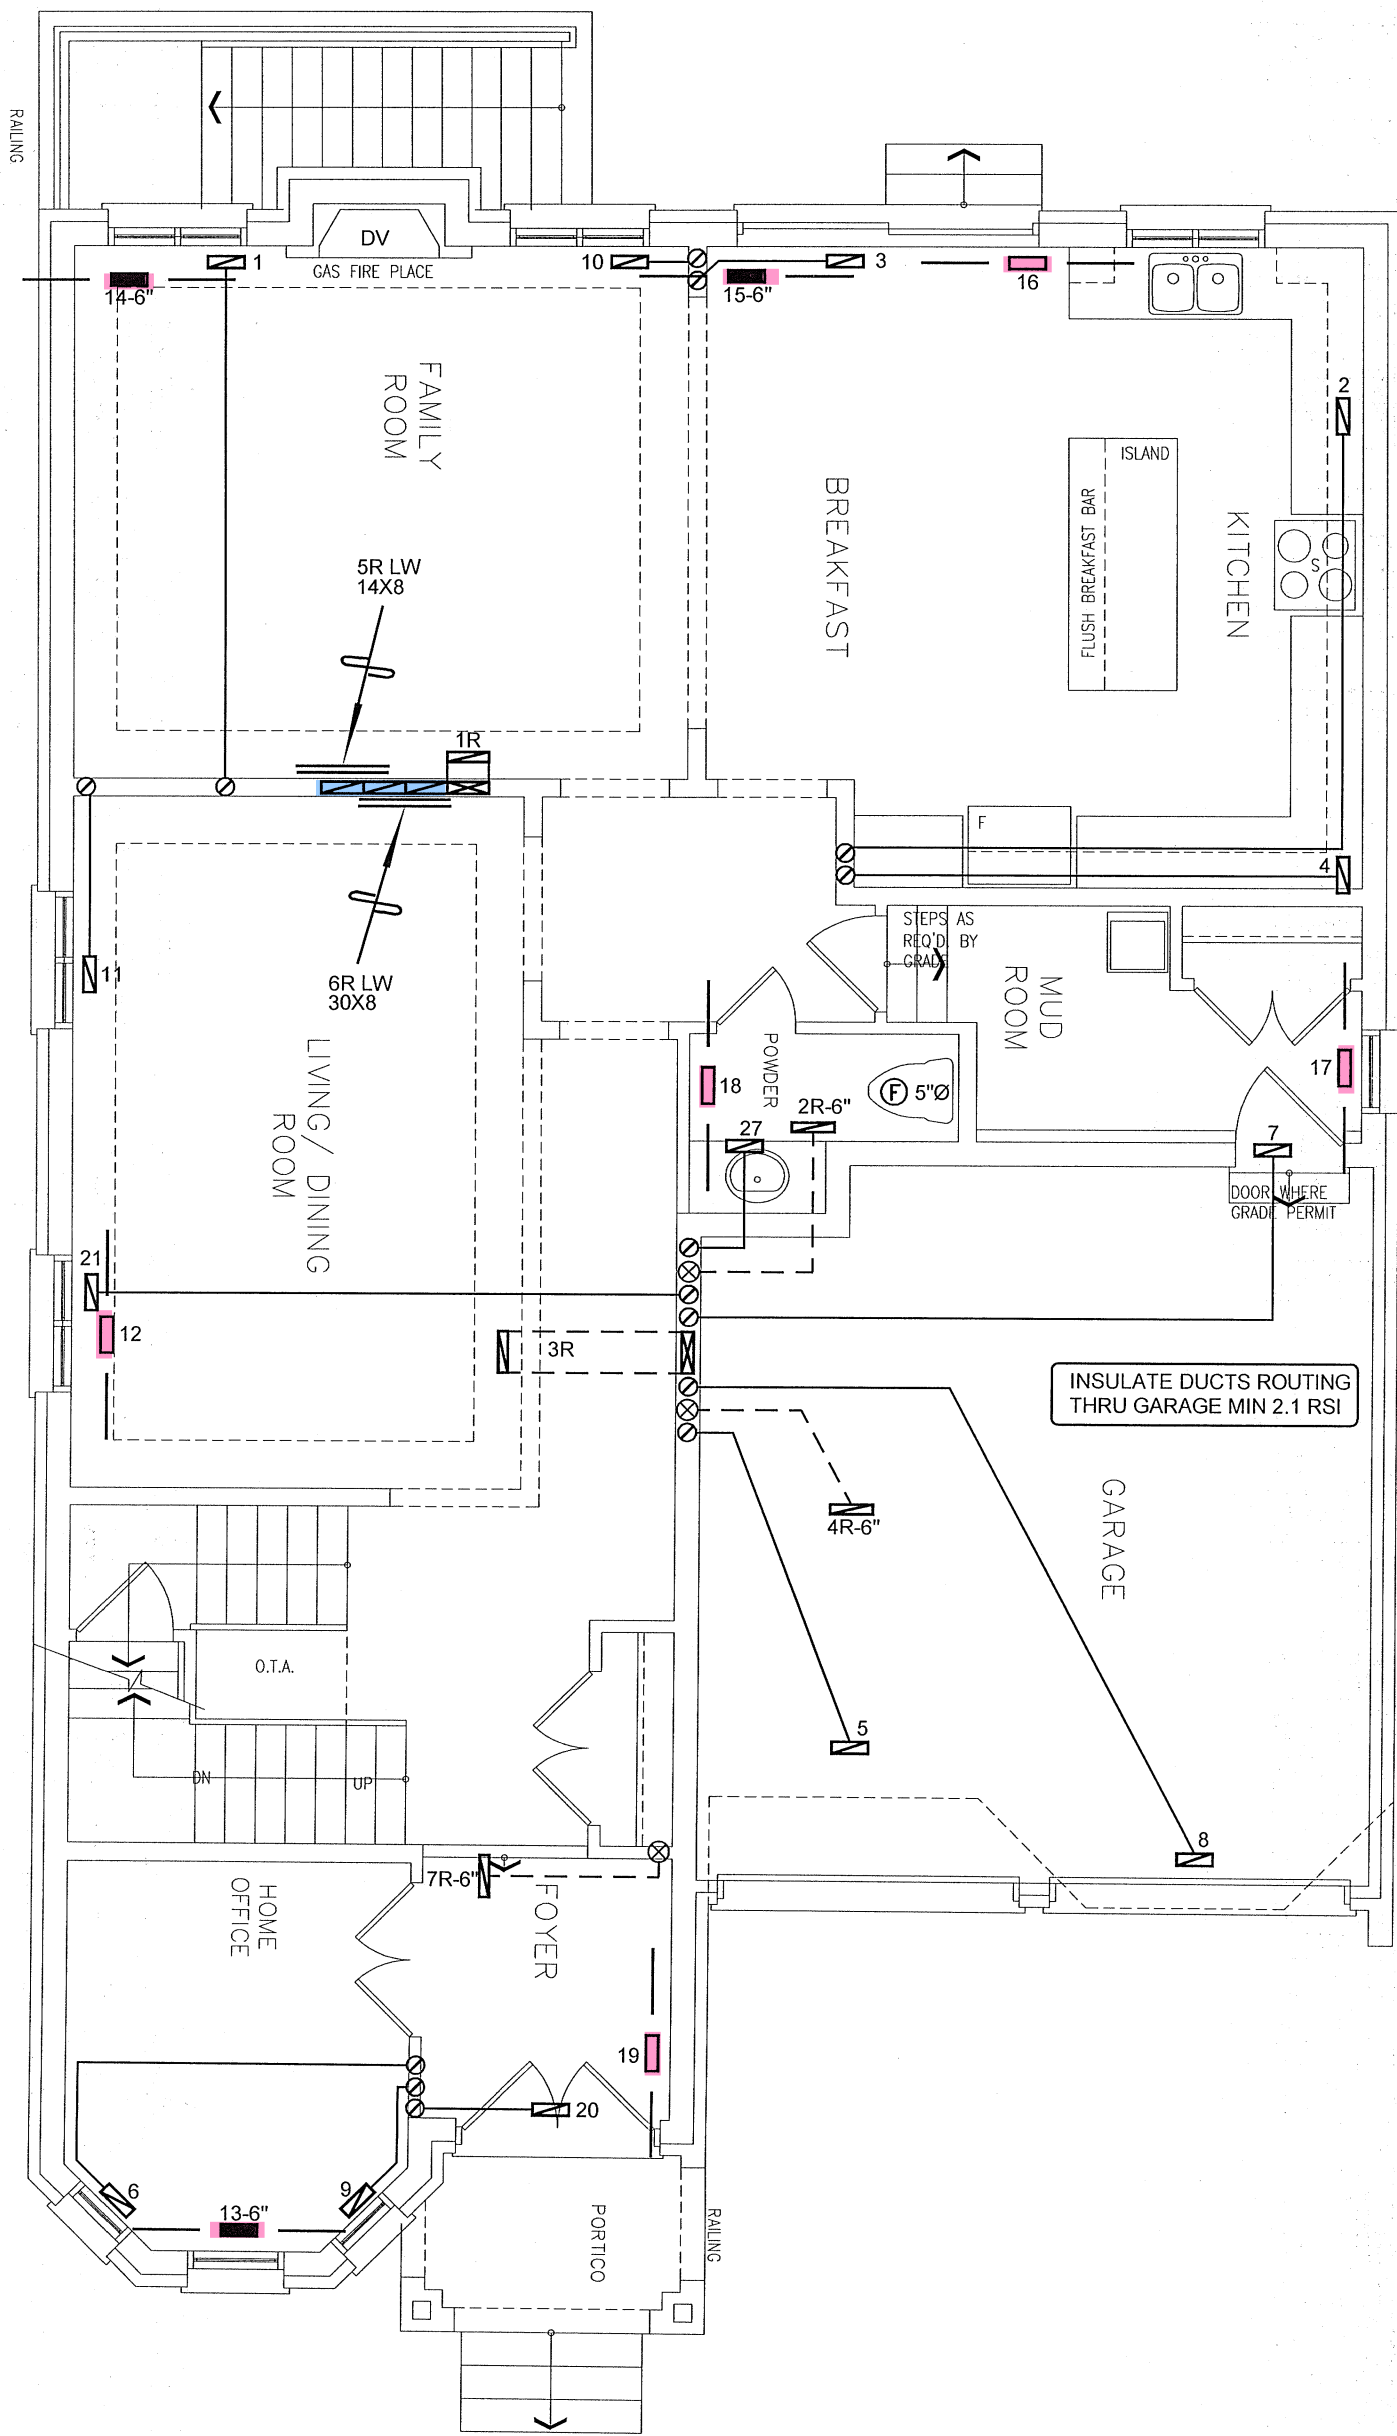 RAILING
DV
GAS FIRE PLACE
1
10
3
14-6"
15-6"
16
2
FAMILY
ROOM
BREAKFAST
ISLAND
FLUSH BREAKFAST BAR
KITCHEN
S
5R LW
14X8
1R
F
4
6R LW
30X8
11
STEPS AS
REQ'D. BY
GRADE
MUD
ROOM
POWDER
18
F 5"Ø
17
2R-6"
27
7
DOOR WHERE
GRADE PERMIT
LIVING/ DINING
ROOM
21
12
3R
INSULATE DUCTS ROUTING
THRU GARAGE MIN 2.1 RSI
GARAGE
4R-6"
O.T.A.
DN
UP
5
8
7R-6"
HOME
OFFICE
FOYER
19
20
6
9
13-6"
PORTICO
RAILING